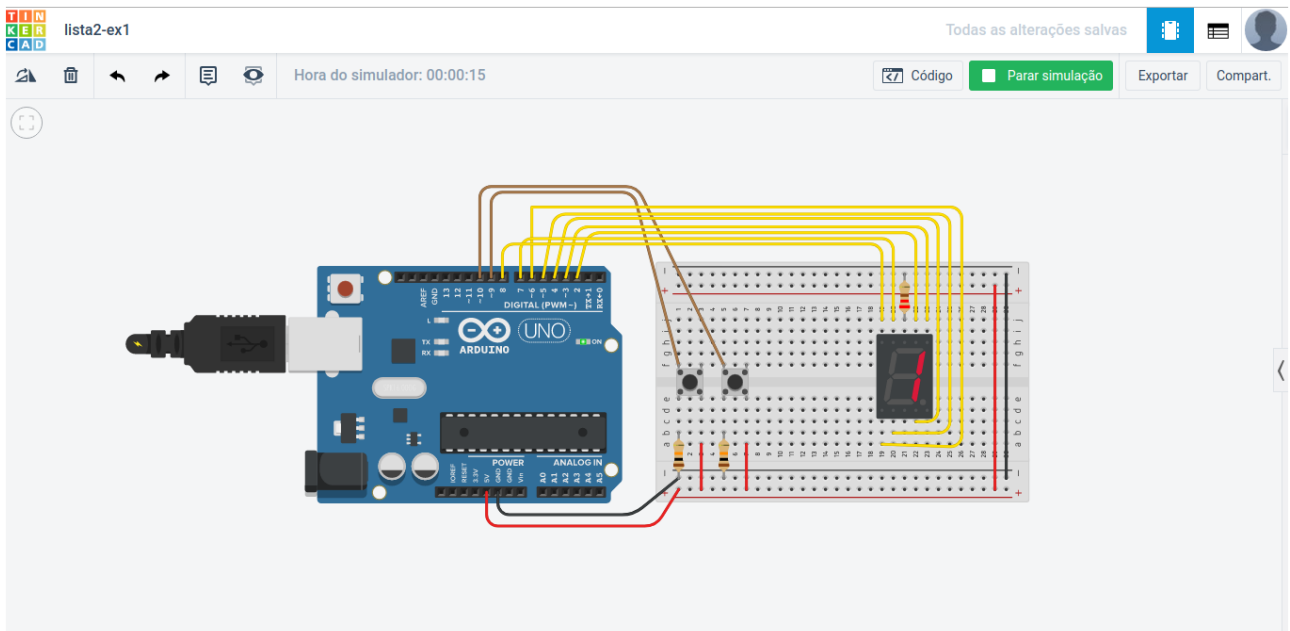 TIN
KER
CAD
lista2-ex1
Todas as alterações salvas
Hora do simulador: 00:00:15
Código
Parar simulação
Exportar
Compart.
AREF
GND
13
12
~11
~10
~9
8
7
~6
~5
4
~3
2
TX→1
RX←0
DIGITAL (PWM~)
L
TX
RX
ARDUINO
UNO
ON
POWER
ANALOG IN
IOREF
RESET
3.3V
5V
GND
GND
Vin
A0
A1
A2
A3
A4
A5
1